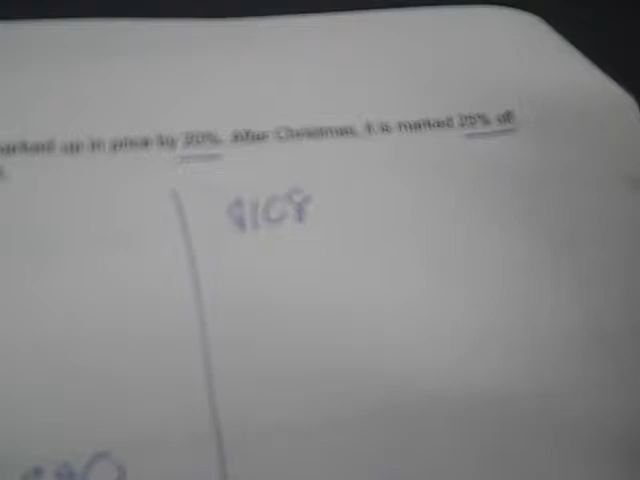 marked up in price by 20%. After Christmas, it is marked 25% off
$108